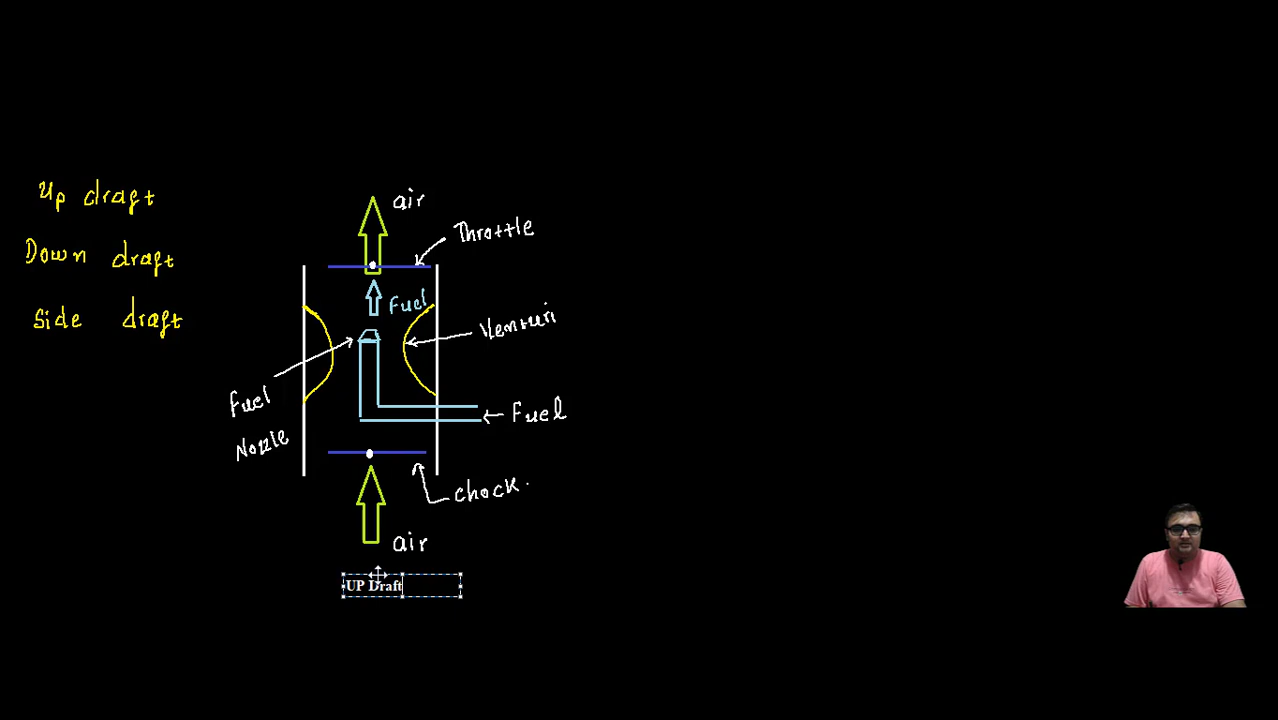 Up draft
Down draft
Side draft
air
Throttle
Fuel
Venturi
Fuel
Nozzle
Fuel
chock.
air
UP Draft